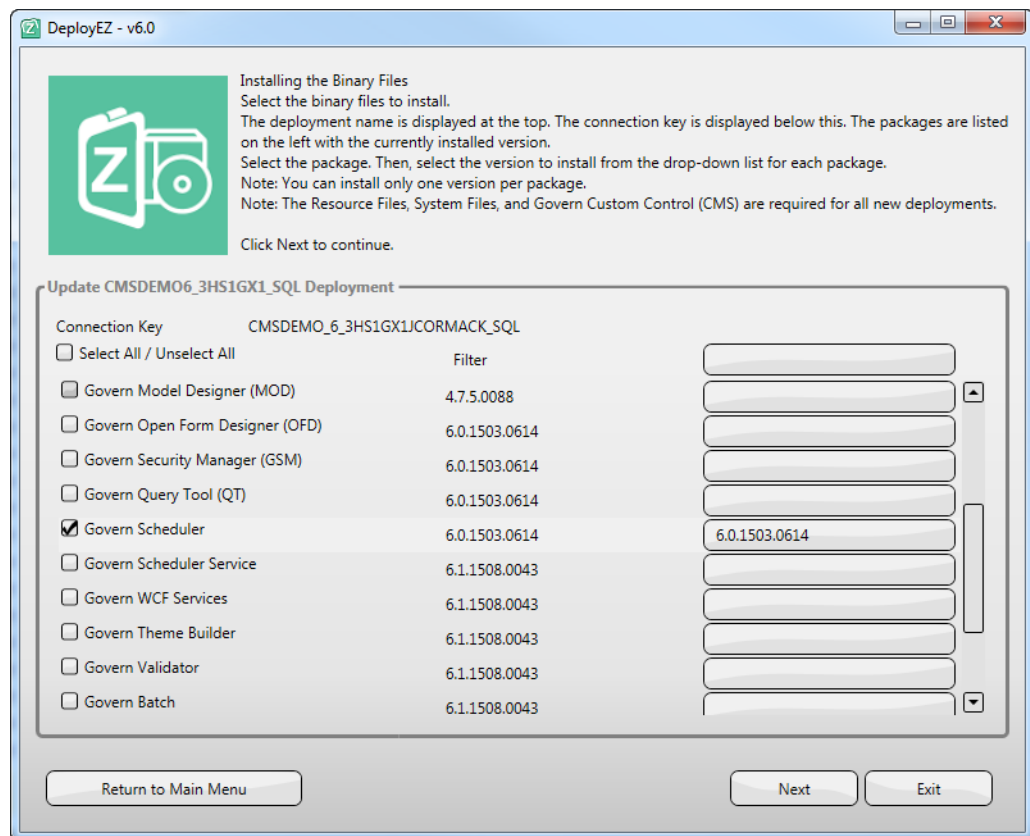 DeployEZ - v6.0
Z
Installing the Binary Files
Select the binary files to install.
The deployment name is displayed at the top. The connection key is displayed below this. The packages are listed
on the left with the currently installed version.
Select the package. Then, select the version to install from the drop-down list for each package.
Note: You can install only one version per package.
Note: The Resource Files, System Files, and Govern Custom Control (CMS) are required for all new deployments.
Click Next to continue.
Update CMSDEMO6_3HS1GX1_SQL Deployment
Connection Key CMSDEMO_6_3HS1GX1JCORMACK_SQL
Select All / Unselect All Filter
Govern Model Designer (MOD) 4.7.5.0088
Govern Open Form Designer (OFD) 6.0.1503.0614
Govern Security Manager (GSM) 6.0.1503.0614
Govern Query Tool (QT) 6.0.1503.0614
Govern Scheduler 6.0.1503.0614 6.0.1503.0614
Govern Scheduler Service 6.1.1508.0043
Govern WCF Services 6.1.1508.0043
Govern Theme Builder 6.1.1508.0043
Govern Validator 6.1.1508.0043
Govern Batch 6.1.1508.0043
Return to Main Menu Next Exit